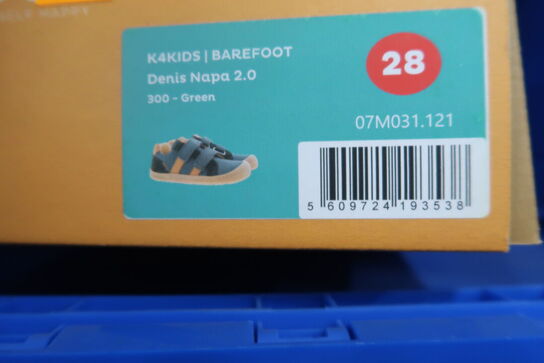 K4KIDS | BAREFOOT
Denis Napa 2.0
300 - Green
28
07M031.121
5 609724 193538